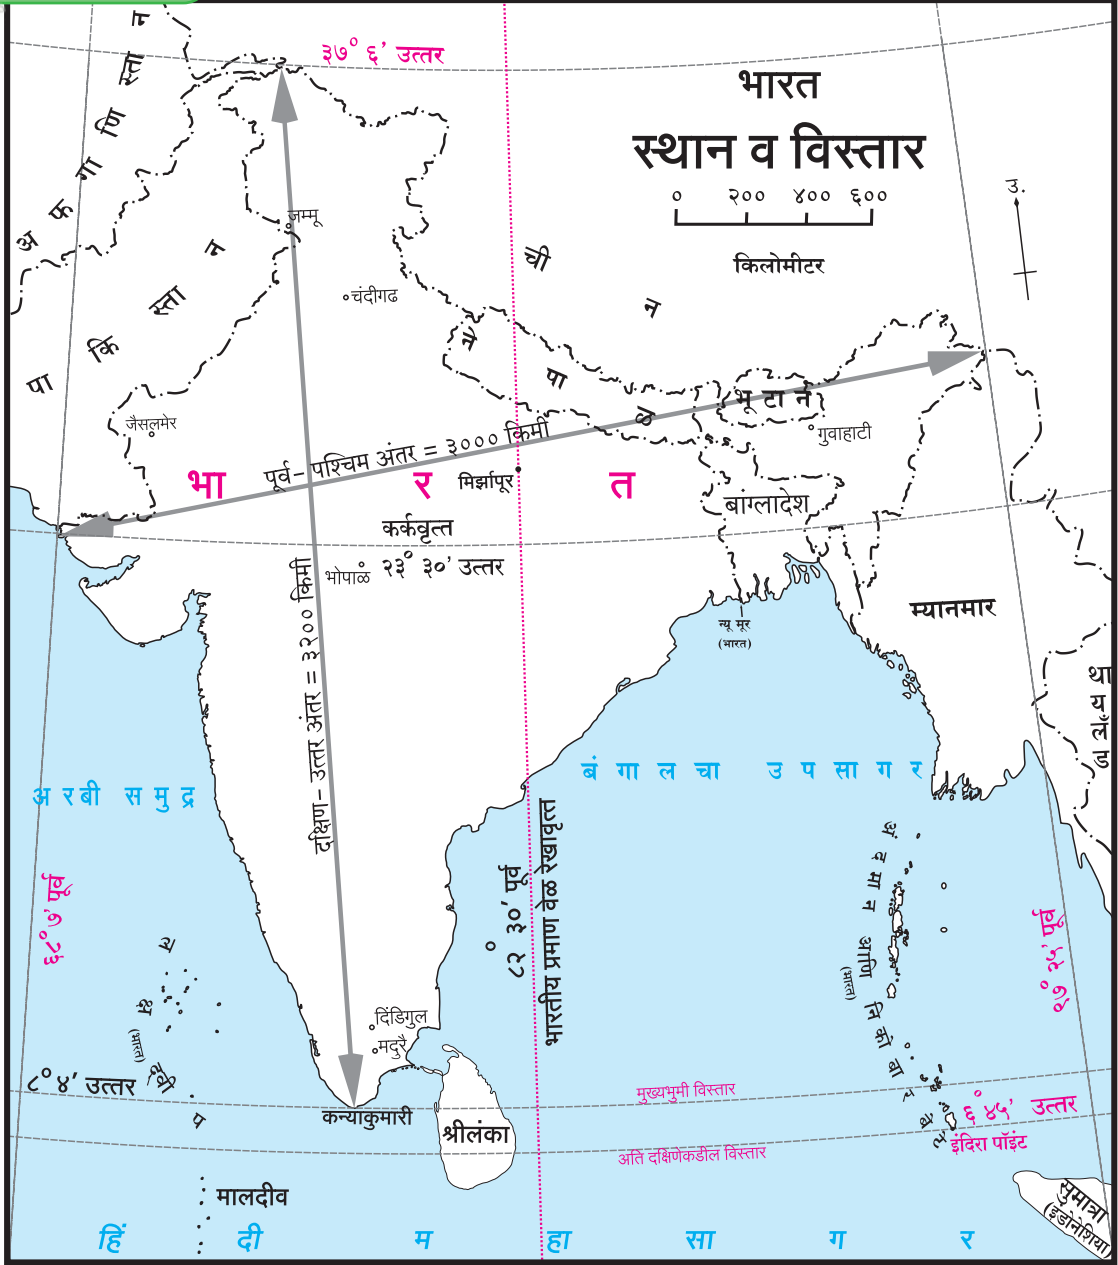 भारत
स्थान व विस्तार
० २०० ४०० ६००
किलोमीटर
उ.
३७° ६' उत्तर
अफगाणिस्तान
पाकिस्तान
चीन
नेपाळ
भूटान
जम्मू
चंदीगढ
जैसलमेर
गुवाहाटी
पूर्व – पश्चिम अंतर = ३००० किमी
भारत
मिर्झापूर
बांग्लादेश
कर्कवृत्त
२३° ३०' उत्तर
भोपाळ
दक्षिण – उत्तर अंतर = ३२०० किमी
न्यू मूर
(भारत)
म्यानमार
थायलँड
अरबी समुद्र
बंगालचा उपसागर
६८° ७' पूर्व
८२° ३०' पूर्व
भारतीय प्रमाण वेळ रेखावृत्त
९७° २५' पूर्व
अंदमान आणि निकोबार बेटे
(भारत)
लक्षद्वीप
(भारत)
दिंडिगुल
मदुरै
८° ४' उत्तर
कन्याकुमारी
श्रीलंका
मुख्यभुमी विस्तार
६° ४५' उत्तर
इंदिरा पॉइंट
अति दक्षिणेकडील विस्तार
मालदीव
सुमात्रा
(इंडोनेशिया)
हिंदी महासागर